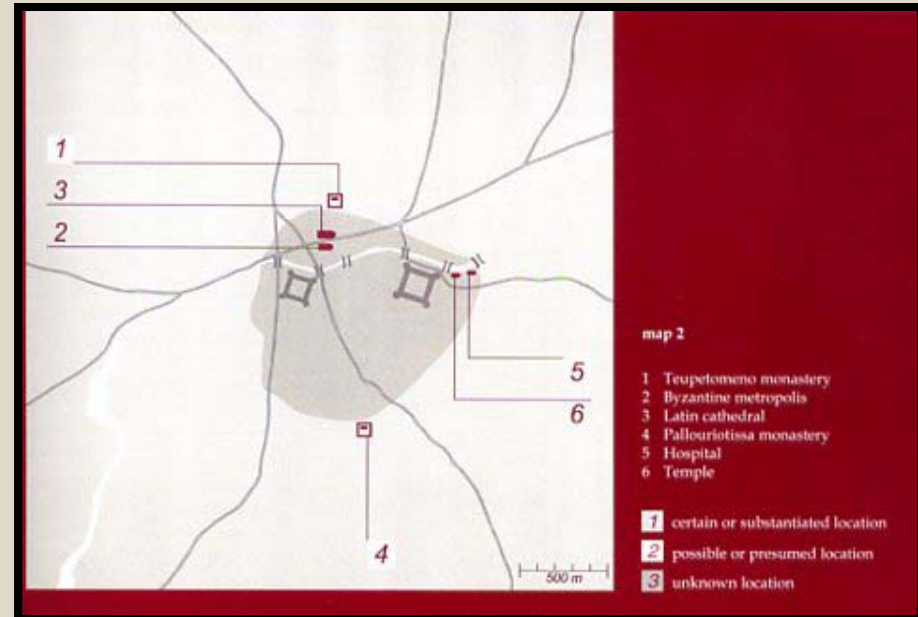 1
3
2
5
6
4
500 m
map 2
1 Teupetomeno monastery
2 Byzantine metropolis
3 Latin cathedral
4 Pallouriotissa monastery
5 Hospital
6 Temple
1 certain or substantiated location
2 possible or presumed location
3 unknown location